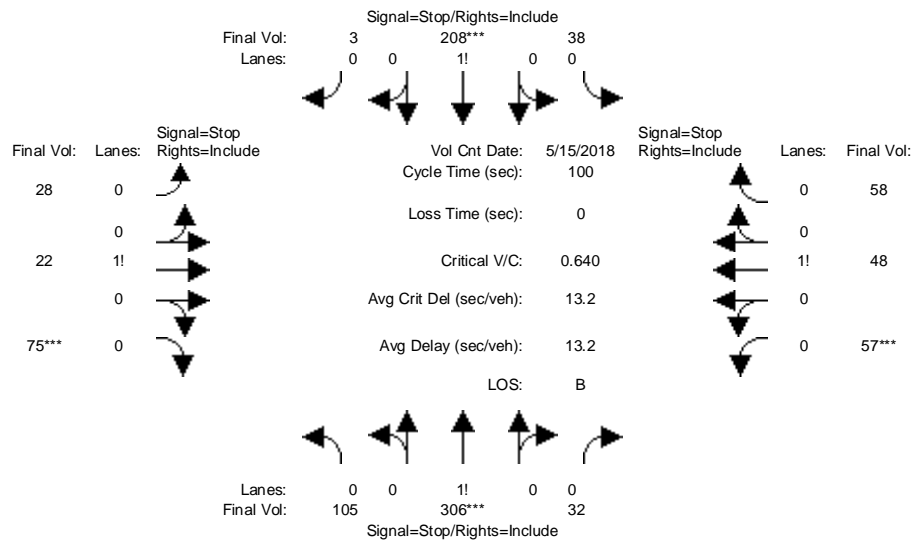 Signal=Stop/Rights=Include
Final Vol: 3 208*** 38
Lanes: 0 0 1! 0 0
Signal=Stop
Final Vol: Lanes: Rights=Include
Vol Cnt Date: 5/15/2018
Signal=Stop
Rights=Include Lanes: Final Vol:
Cycle Time (sec): 100
28 0
0 58
Loss Time (sec): 0
0
0
22 1!
Critical V/C: 0.640
1! 48
0
Avg Crit Del (sec/veh): 13.2
0
75*** 0
Avg Delay (sec/veh): 13.2
0 57***
LOS: B
Lanes: 0 0 1! 0 0
Final Vol: 105 306*** 32
Signal=Stop/Rights=Include